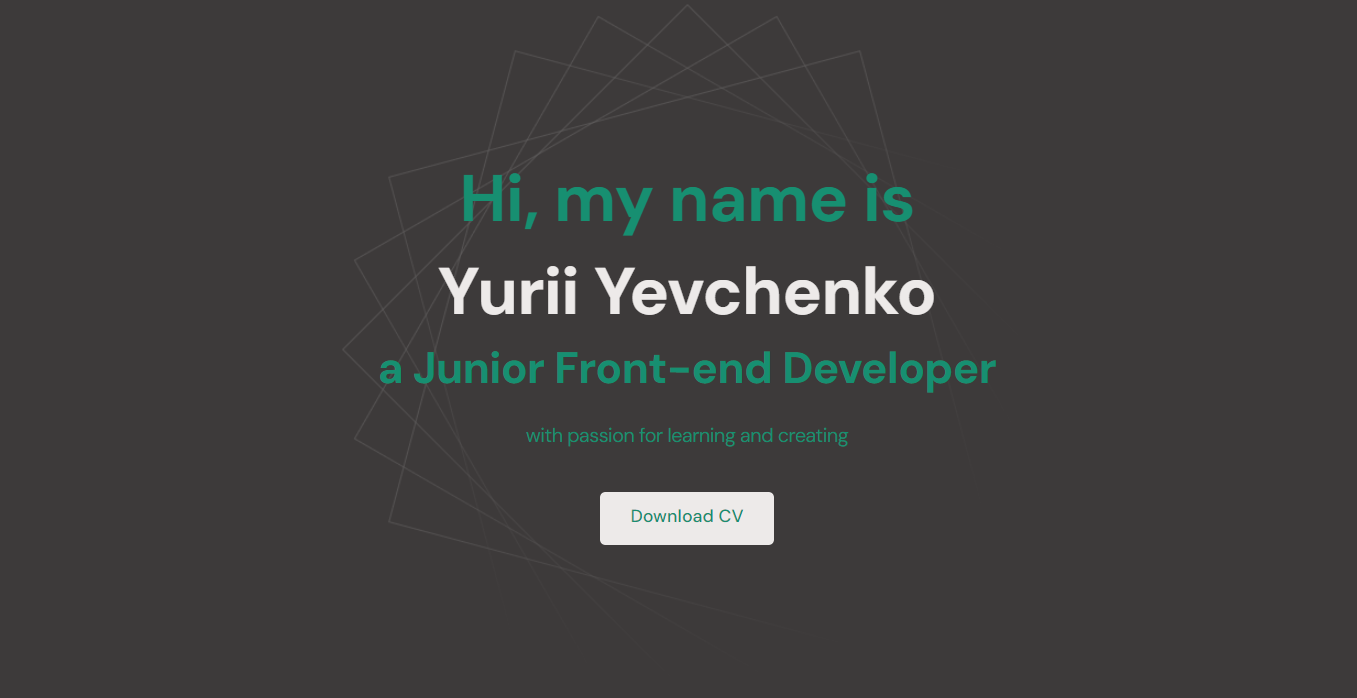 Hi, my name is
Yurii Yevchenko
a Junior Front-end Developer
with passion for learning and creating
Download CV